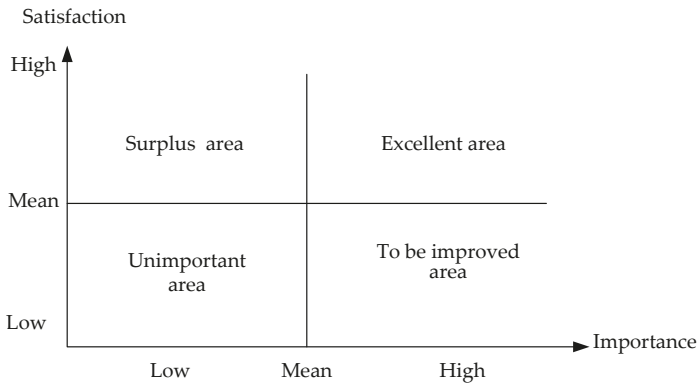 Satisfaction
High
Surplus area
Excellent area
Mean
Unimportant
area
To be improved
area
Low
Importance
Low
Mean
High